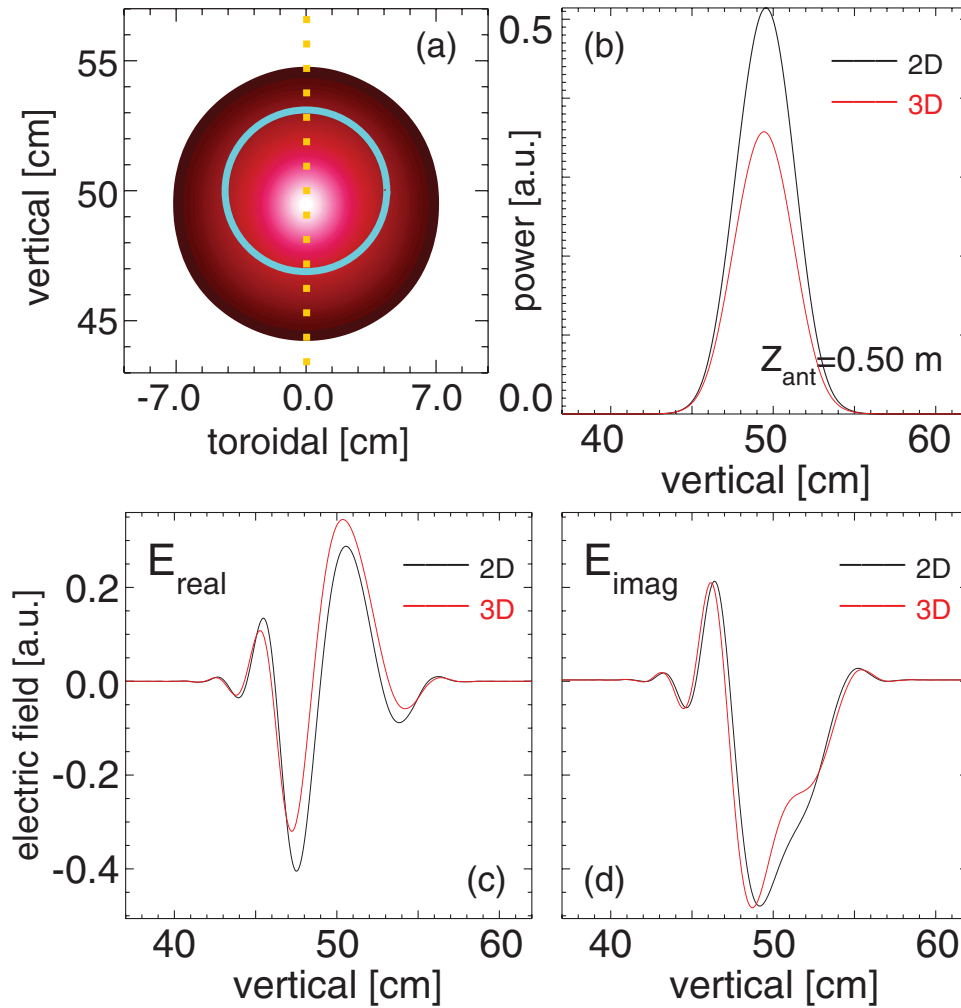 (a)
55
50
45
vertical [cm]
-7.0 0.0 7.0
toroidal [cm]
(b)
0.5
0.0
power [a.u.]
2D
3D
Z_ant=0.50 m
40 50 60
vertical [cm]
E_real
2D
3D
0.2
0.0
-0.2
-0.4
electric field [a.u.]
(c)
40 50 60
vertical [cm]
E_imag
2D
3D
(d)
40 50 60
vertical [cm]